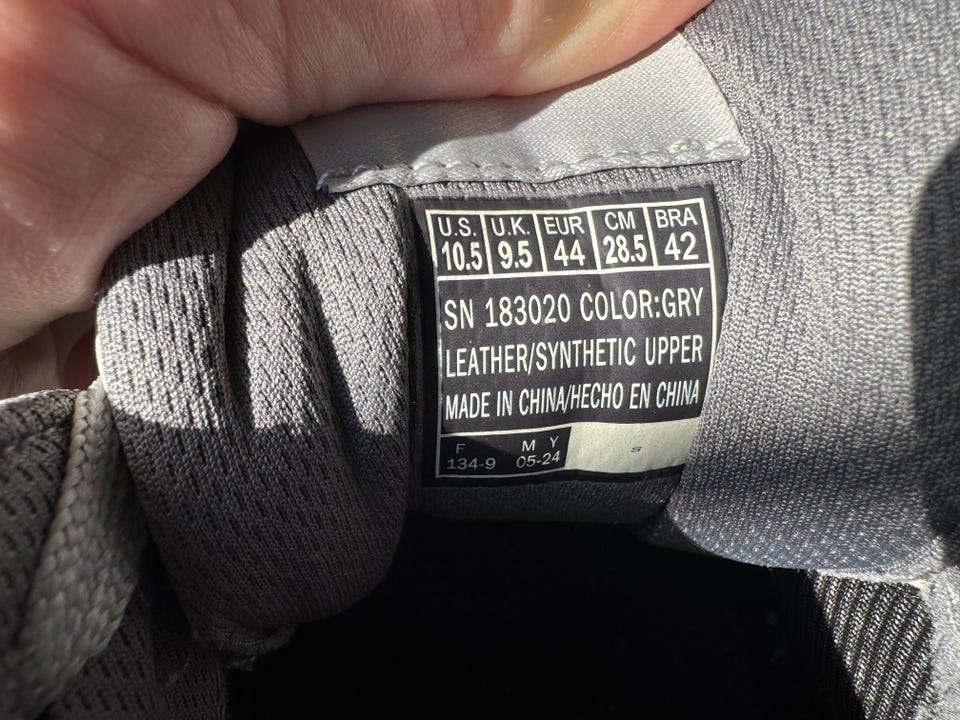 U.S. U.K. EUR CM BRA
10.5 9.5 44 28.5 42
SN 183020 COLOR:GRY
LEATHER/SYNTHETIC UPPER
MADE IN CHINA/HECHO EN CHINA
F M Y
134-9 05-24
S